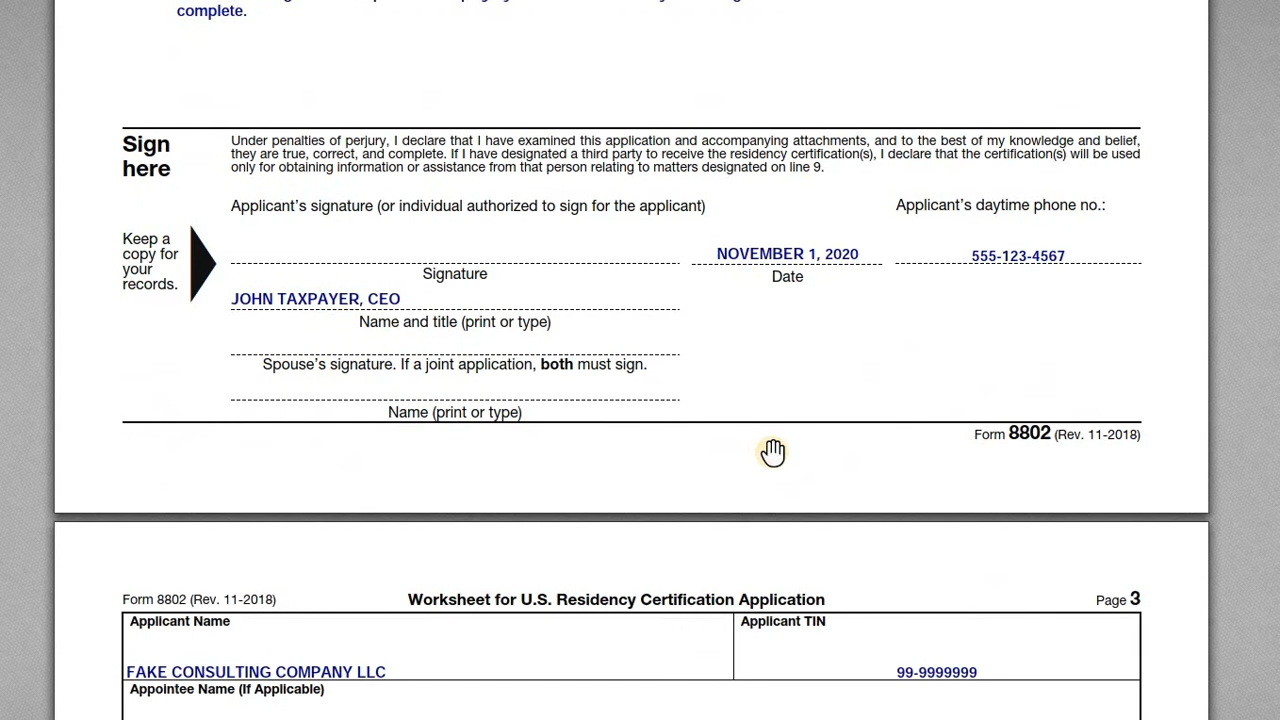 complete.
Sign
here
Under penalties of perjury, I declare that I have examined this application and accompanying attachments, and to the best of my knowledge and belief,
they are true, correct, and complete. If I have designated a third party to receive the residency certification(s), I declare that the certification(s) will be used
only for obtaining information or assistance from that person relating to matters designated on line 9.
Applicant's signature (or individual authorized to sign for the applicant)
Applicant's daytime phone no.:
Keep a
copy for
your
records.
NOVEMBER 1, 2020
555-123-4567
Signature
Date
JOHN TAXPAYER, CEO
Name and title (print or type)
Spouse's signature. If a joint application, both must sign.
Name (print or type)
Form 8802 (Rev. 11-2018)
Form 8802 (Rev. 11-2018)
Worksheet for U.S. Residency Certification Application
Page 3
Applicant Name
Applicant TIN
FAKE CONSULTING COMPANY LLC
99-9999999
Appointee Name (If Applicable)